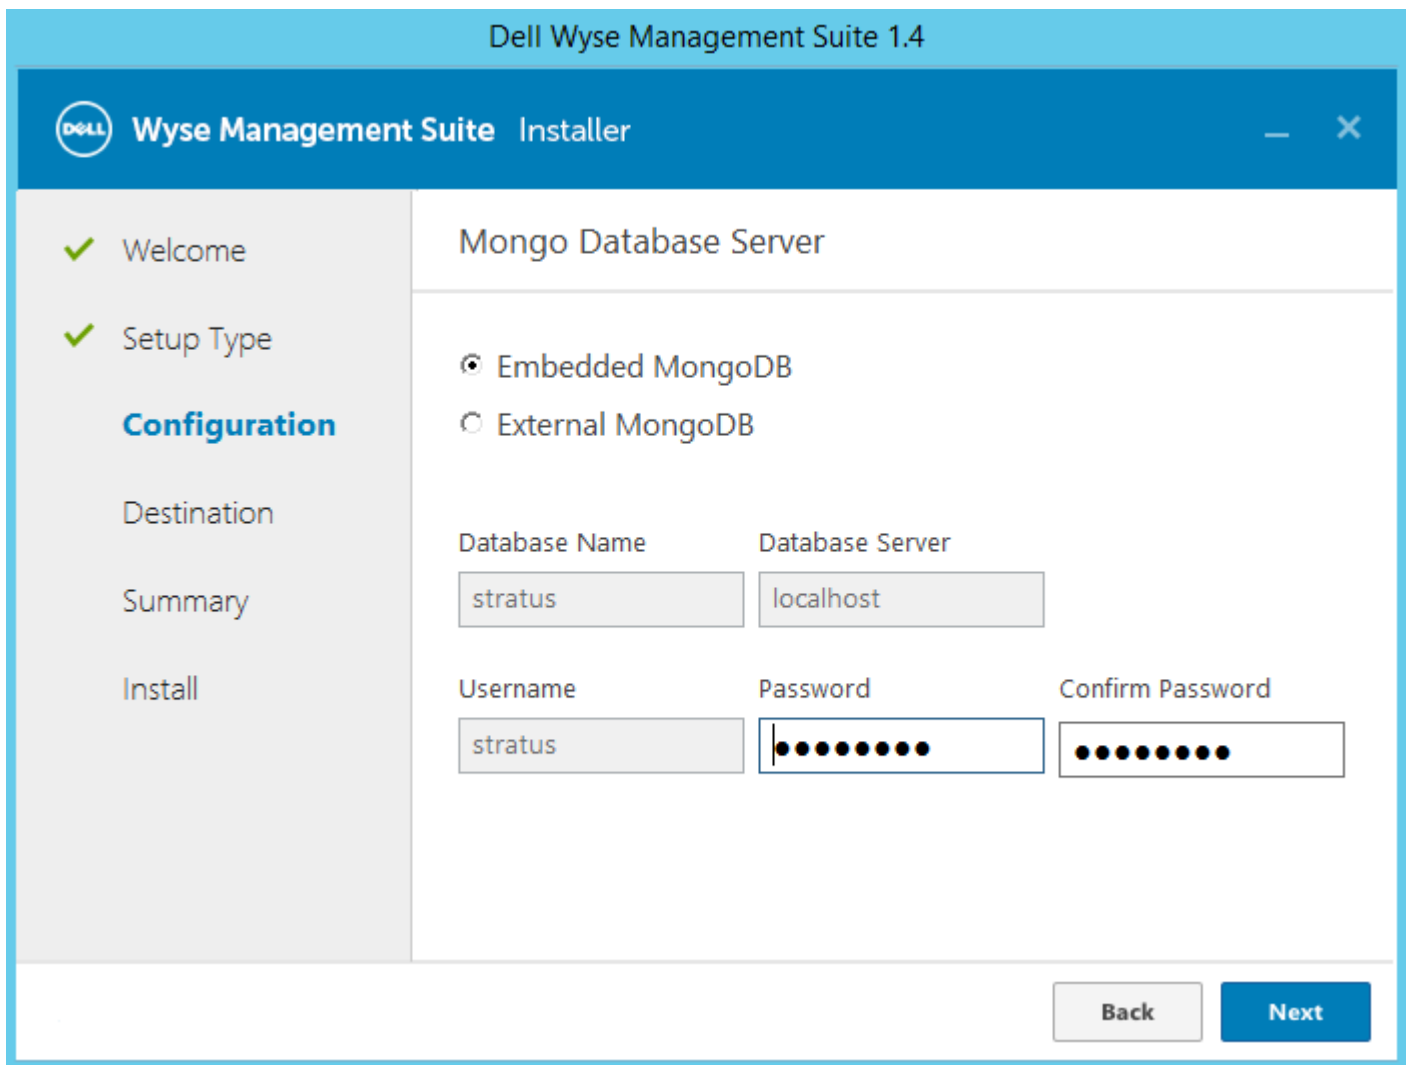 Dell Wyse Management Suite 1.4
DELL Wyse Management Suite Installer
Welcome
Setup Type
Configuration
Destination
Summary
Install
Mongo Database Server
Embedded MongoDB
External MongoDB
Database Name Database Server
stratus localhost
Username Password Confirm Password
stratus ●●●●●●●● ●●●●●●●●
Back Next